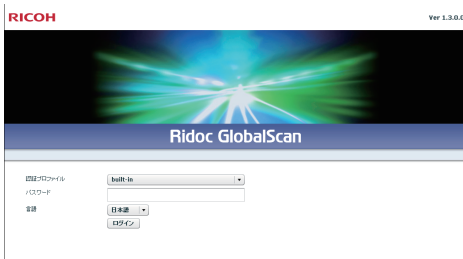 RICOH
Ver 1.3.0.0
Ridoc GlobalScan
認証プロファイル
built-in
パスワード
言語
日本語
ログイン